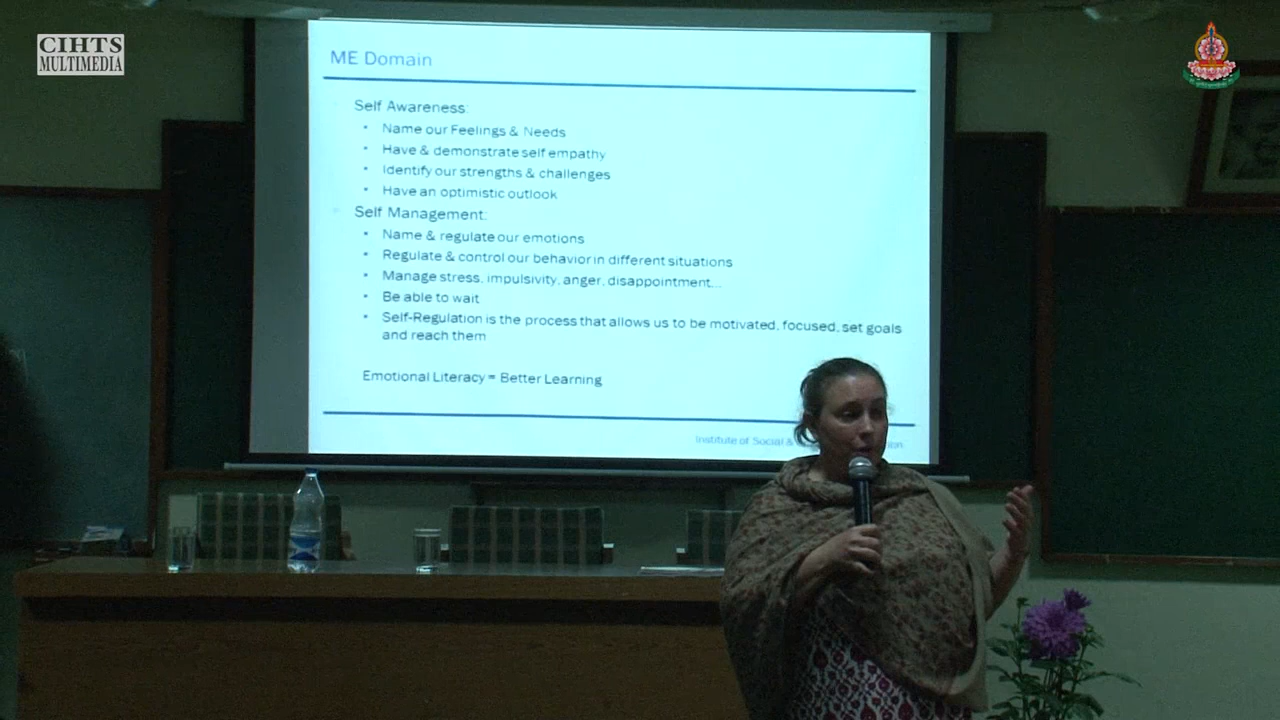 CIHTS
MULTIMEDIA
ME Domain
Self Awareness:
Name our Feelings & Needs
Have & demonstrate self empathy
Identify our strengths & challenges
Have an optimistic outlook
Self Management:
Name & regulate our emotions
Regulate & control our behavior in different situations
Manage stress, impulsivity, anger, disappointment...
Be able to wait
Self-Regulation is the process that allows us to be motivated, focused, set goals
and reach them
Emotional Literacy = Better Learning
Institute of Social &